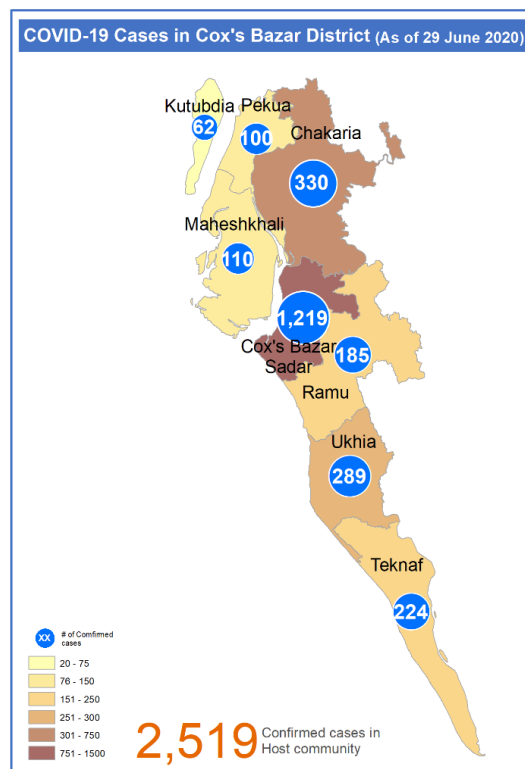 COVID-19 Cases in Cox's Bazar District (As of 29 June 2020)
Kutubdia
Pekua
62
100
Chakaria
330
Maheshkhali
110
1,219
Cox's Bazar
Sadar
185
Ramu
Ukhia
289
Teknaf
224
XX
# of Comfirmed
cases
20 - 75
76 - 150
151 - 250
251 - 300
301 - 750
751 - 1500
2,519
Confirmed cases in
Host community